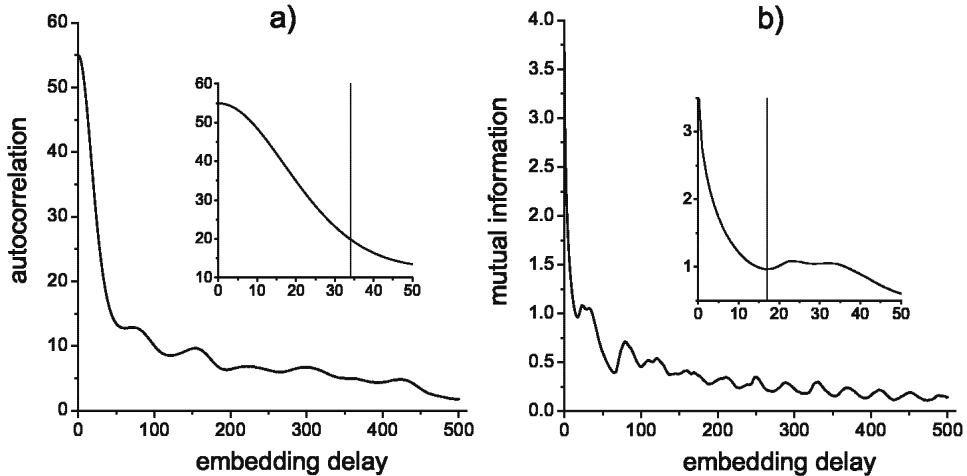 a)
autocorrelation
60
50
40
30
20
10
0
0 100 200 300 400 500
embedding delay
60
50
40
30
20
10
0 10 20 30 40 50
b)
mutual information
4.0
3.5
3.0
2.5
2.0
1.5
1.0
0.5
0.0
0 100 200 300 400 500
embedding delay
3
2
1
0 10 20 30 40 50